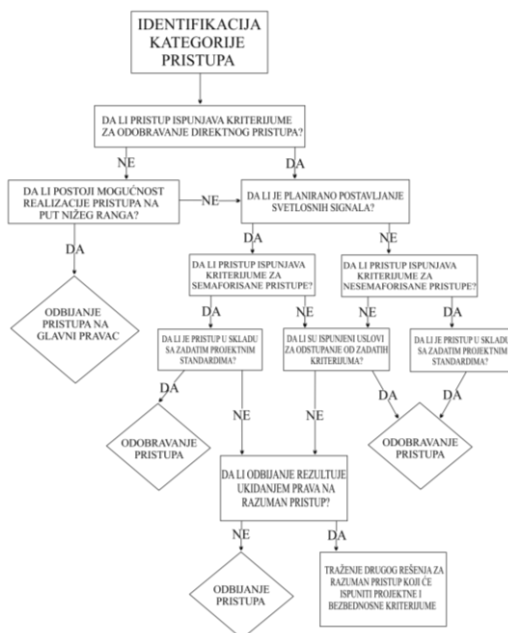 IDENTIFIKACIJA
KATEGORIJE
PRISTUPA
DA LI PRISTUP ISPUNJAVA KRITERIJUME
ZA ODOBRAVANJE DIREKTNOG PRISTUPA?
NE
DA
DA LI POSTOJI MOGUĆNOST
REALIZACIJE PRISTUPA NA
PUT NIŽEG RANGA?
NE
DA LI JE PLANIRANO POSTAVLJANJE
SVETLOSNIH SIGNALA?
DA
DA
NE
ODBIJANJE
PRISTUPA NA
GLAVNI PRAVAC
DA LI PRISTUP ISPUNJAVA
KRITERIJUME ZA
SEMAFORISANE PRISTUPE?
DA LI PRISTUP ISPUNJAVA
KRITERIJUME ZA
NESEMAFORISANE PRISTUPE?
DA
NE
NE
DA
DA LI JE PRISTUP U SKLADU
SA ZADATIM PROJEKTNIM
STANDARDIMA?
DA LI SU ISPUNJENI USLOVI
ZA ODSTUPANJE OD ZADATIH
KRITERIJUMA?
DA LI JE PRISTUP U SKLADU
SA ZADATIM PROJEKTNIM
STANDARDIMA?
DA
NE
NE
DA
DA
ODOBRAVANJE
PRISTUPA
ODOBRAVANJE
PRISTUPA
DA LI ODBIJANJE REZULTUJE
UKIDANJEM PRAVA NA
RAZUMAN PRISTUP?
NE
DA
ODBIJANJE
PRISTUPA
TRAŽENJE DRUGOG REŠENJA ZA
RAZUMAN PRISTUP KOJI ĆE
ISPUNITI PROJEKTNE I
BEZBEDNOSNE KRITERIJUME